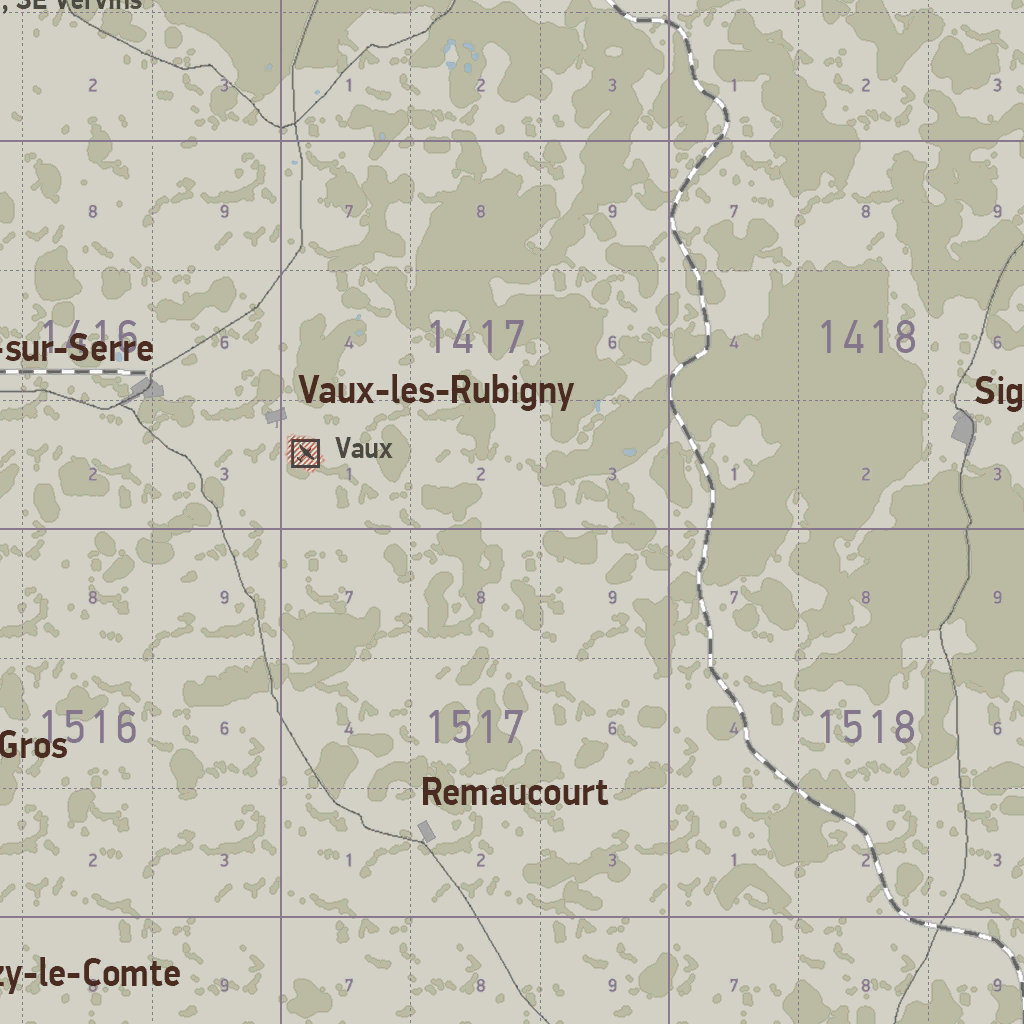 , SE Vervins
2 3 1 2 3 1 2 3
8 9 7 8 9 7 8 9
1416 6 4 1417 6 4 1418 6
-sur-Serre
Vaux-les-Rubigny
Sig
Vaux
2 3 1 2 3 1 2
8 9 7 8 9 7 8 9
1516 6 4 1517 6 4 1518 6
Gros
Remaucourt
2 3 1 2 3 1 2 3
zy-le-Comte
9 7 8 9 7 8 9